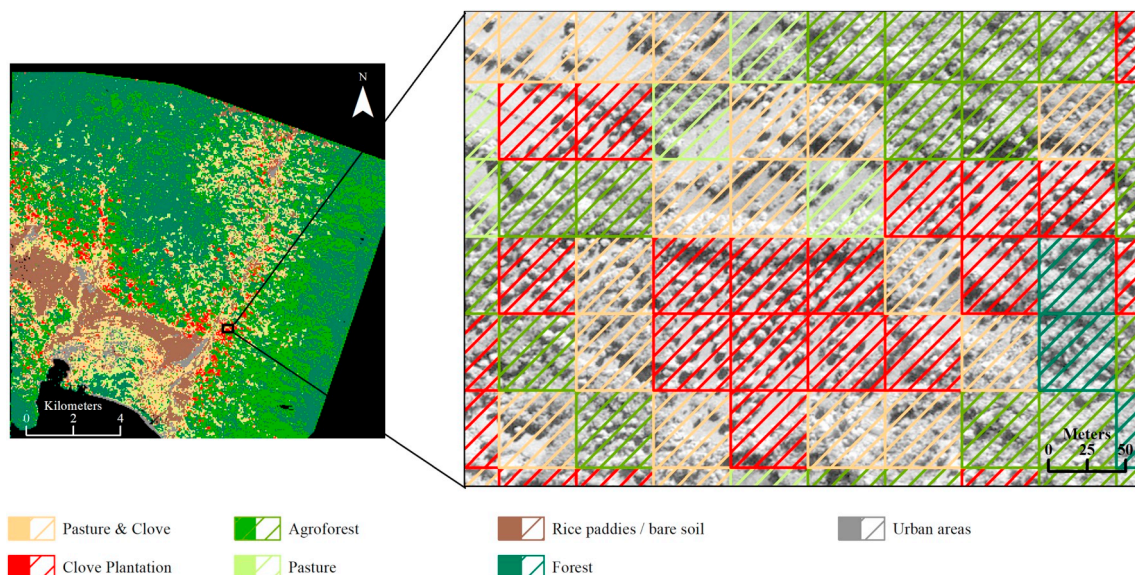 N
Kilometers
0 2 4
Meters
0 25 50
Pasture & Clove
Agroforest
Rice paddies / bare soil
Urban areas
Clove Plantation
Pasture
Forest